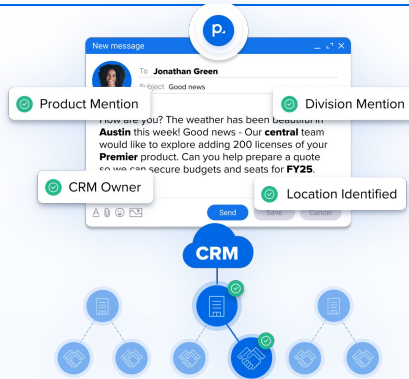 p.
New message
To Jonathan Green
Subject Good news
Product Mention
Division Mention
How are you? The weather has been beautiful in
Austin this week! Good news - Our central team
would like to explore adding 200 licenses of your
Premier product. Can you help prepare a quote
so we can secure budgets and seats for FY25.
CRM Owner
Location Identified
Send
Save
Cancel
CRM